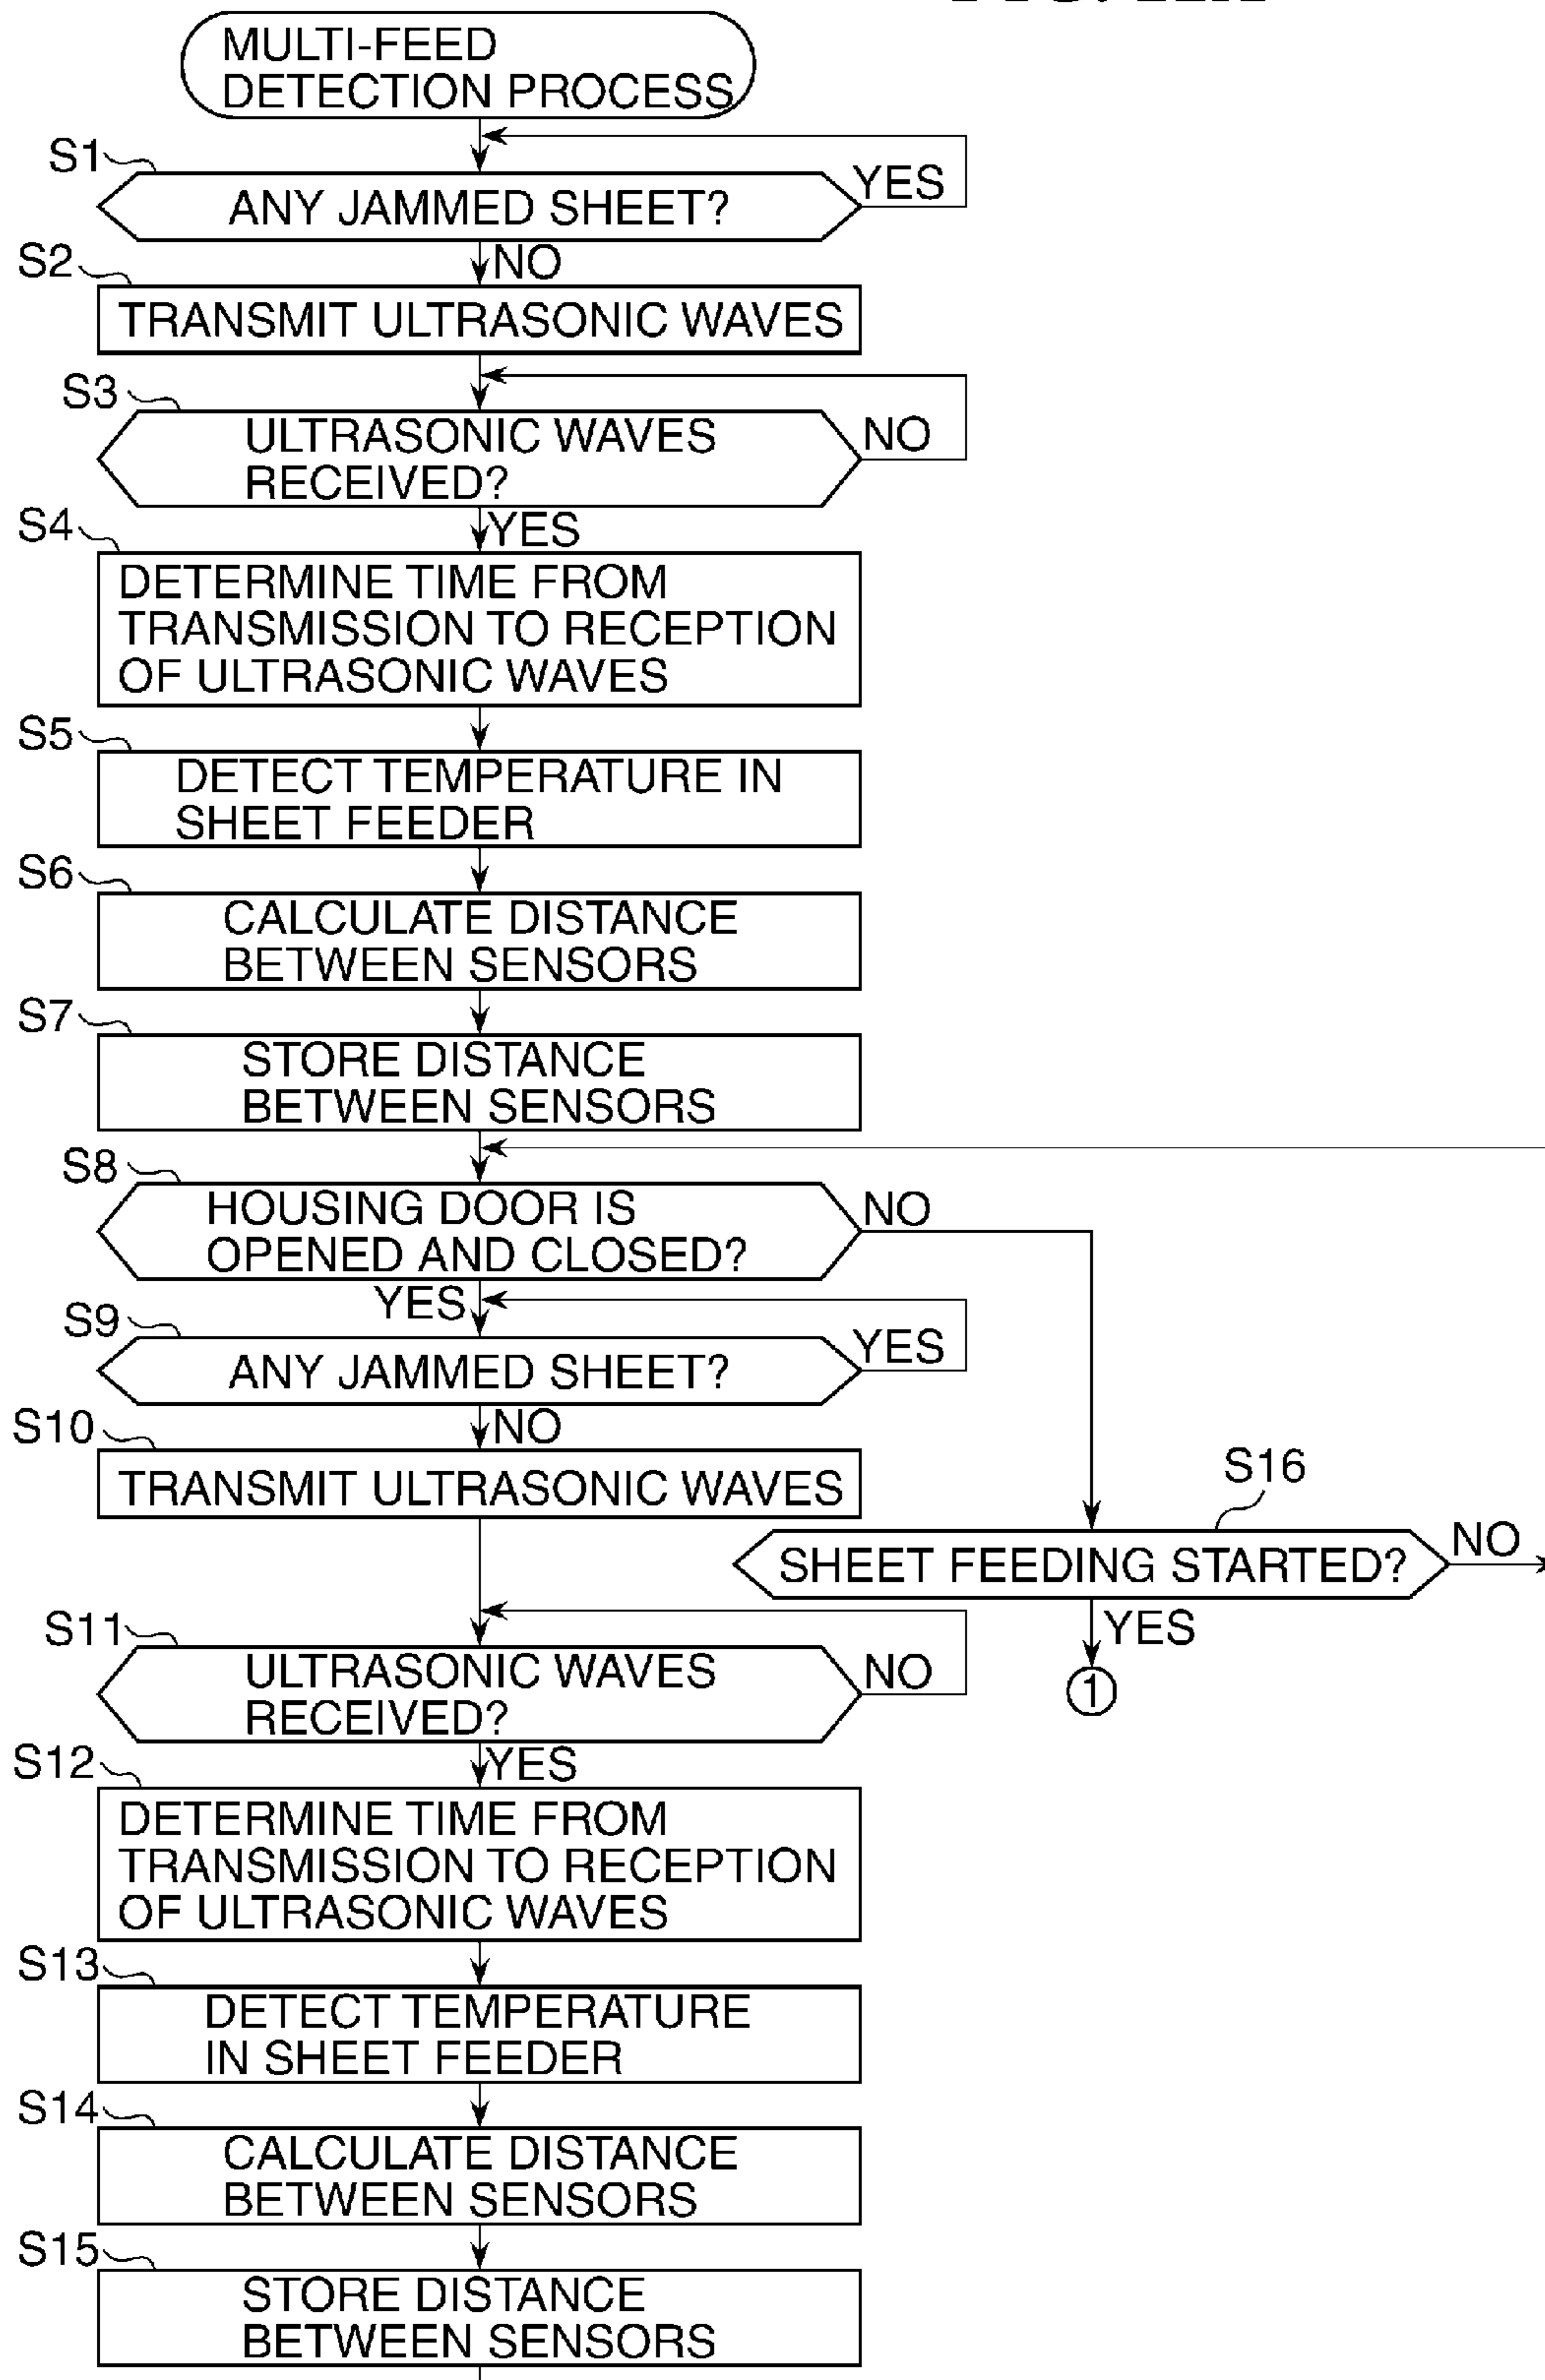 MULTI-FEED
DETECTION PROCESS
S1
ANY JAMMED SHEET?
YES
NO
S2
TRANSMIT ULTRASONIC WAVES
S3
ULTRASONIC WAVES
RECEIVED?
NO
YES
S4
DETERMINE TIME FROM
TRANSMISSION TO RECEPTION
OF ULTRASONIC WAVES
S5
DETECT TEMPERATURE IN
SHEET FEEDER
S6
CALCULATE DISTANCE
BETWEEN SENSORS
S7
STORE DISTANCE
BETWEEN SENSORS
S8
HOUSING DOOR IS
OPENED AND CLOSED?
NO
YES
S9
ANY JAMMED SHEET?
YES
NO
S10
TRANSMIT ULTRASONIC WAVES
S16
SHEET FEEDING STARTED?
NO
YES
1
S11
ULTRASONIC WAVES
RECEIVED?
NO
YES
S12
DETERMINE TIME FROM
TRANSMISSION TO RECEPTION
OF ULTRASONIC WAVES
S13
DETECT TEMPERATURE
IN SHEET FEEDER
S14
CALCULATE DISTANCE
BETWEEN SENSORS
S15
STORE DISTANCE
BETWEEN SENSORS